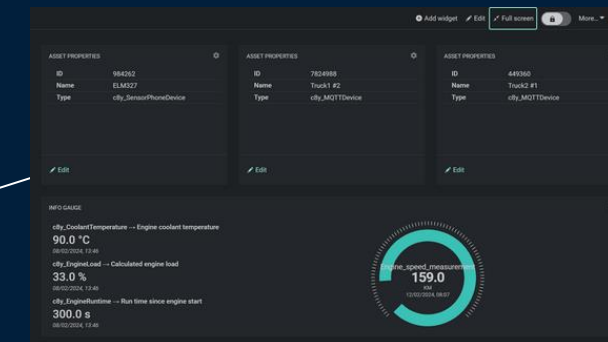 Add widget Edit Full screen More...
ASSET PROPERTIES
ID 984262
Name ELM327
Type c8y_SensorPhoneDevice
Edit
ASSET PROPERTIES
ID 7824988
Name Truck1 #2
Type c8y_MQTTDevice
Edit
ASSET PROPERTIES
ID 449360
Name Truck2 #1
Type c8y_MQTTDevice
Edit
INFO GAUGE
c8y_CoolantTemperature → Engine coolant temperature
90.0 °C
08/02/2024, 13:46
c8y_EngineLoad → Calculated engine load
33.0 %
08/02/2024, 13:46
c8y_EngineRuntime → Run time since engine start
300.0 s
08/02/2024, 13:46
Engine_speed_measurement
159.0
KM
12/02/2024, 08:07